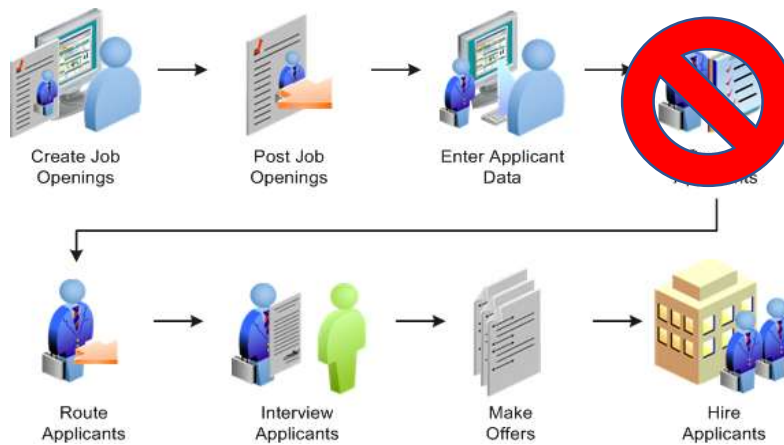 Create Job
Openings
Post Job
Openings
Enter Applicant
Data
Route
Applicants
Interview
Applicants
Make
Offers
Hire
Applicants